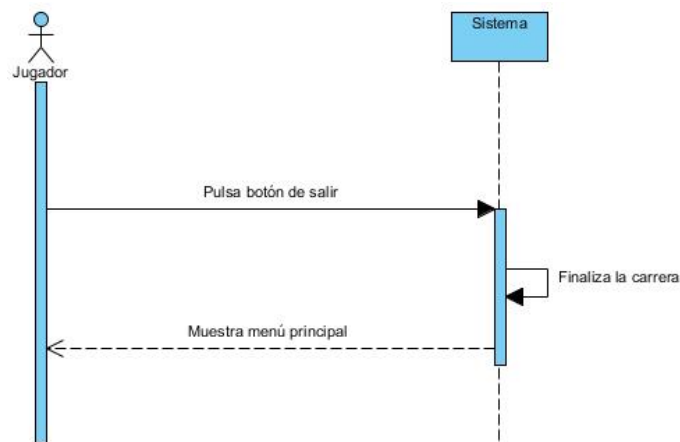 Sistema
Jugador
Pulsa botón de salir
Finaliza la carrera
Muestra menú principal